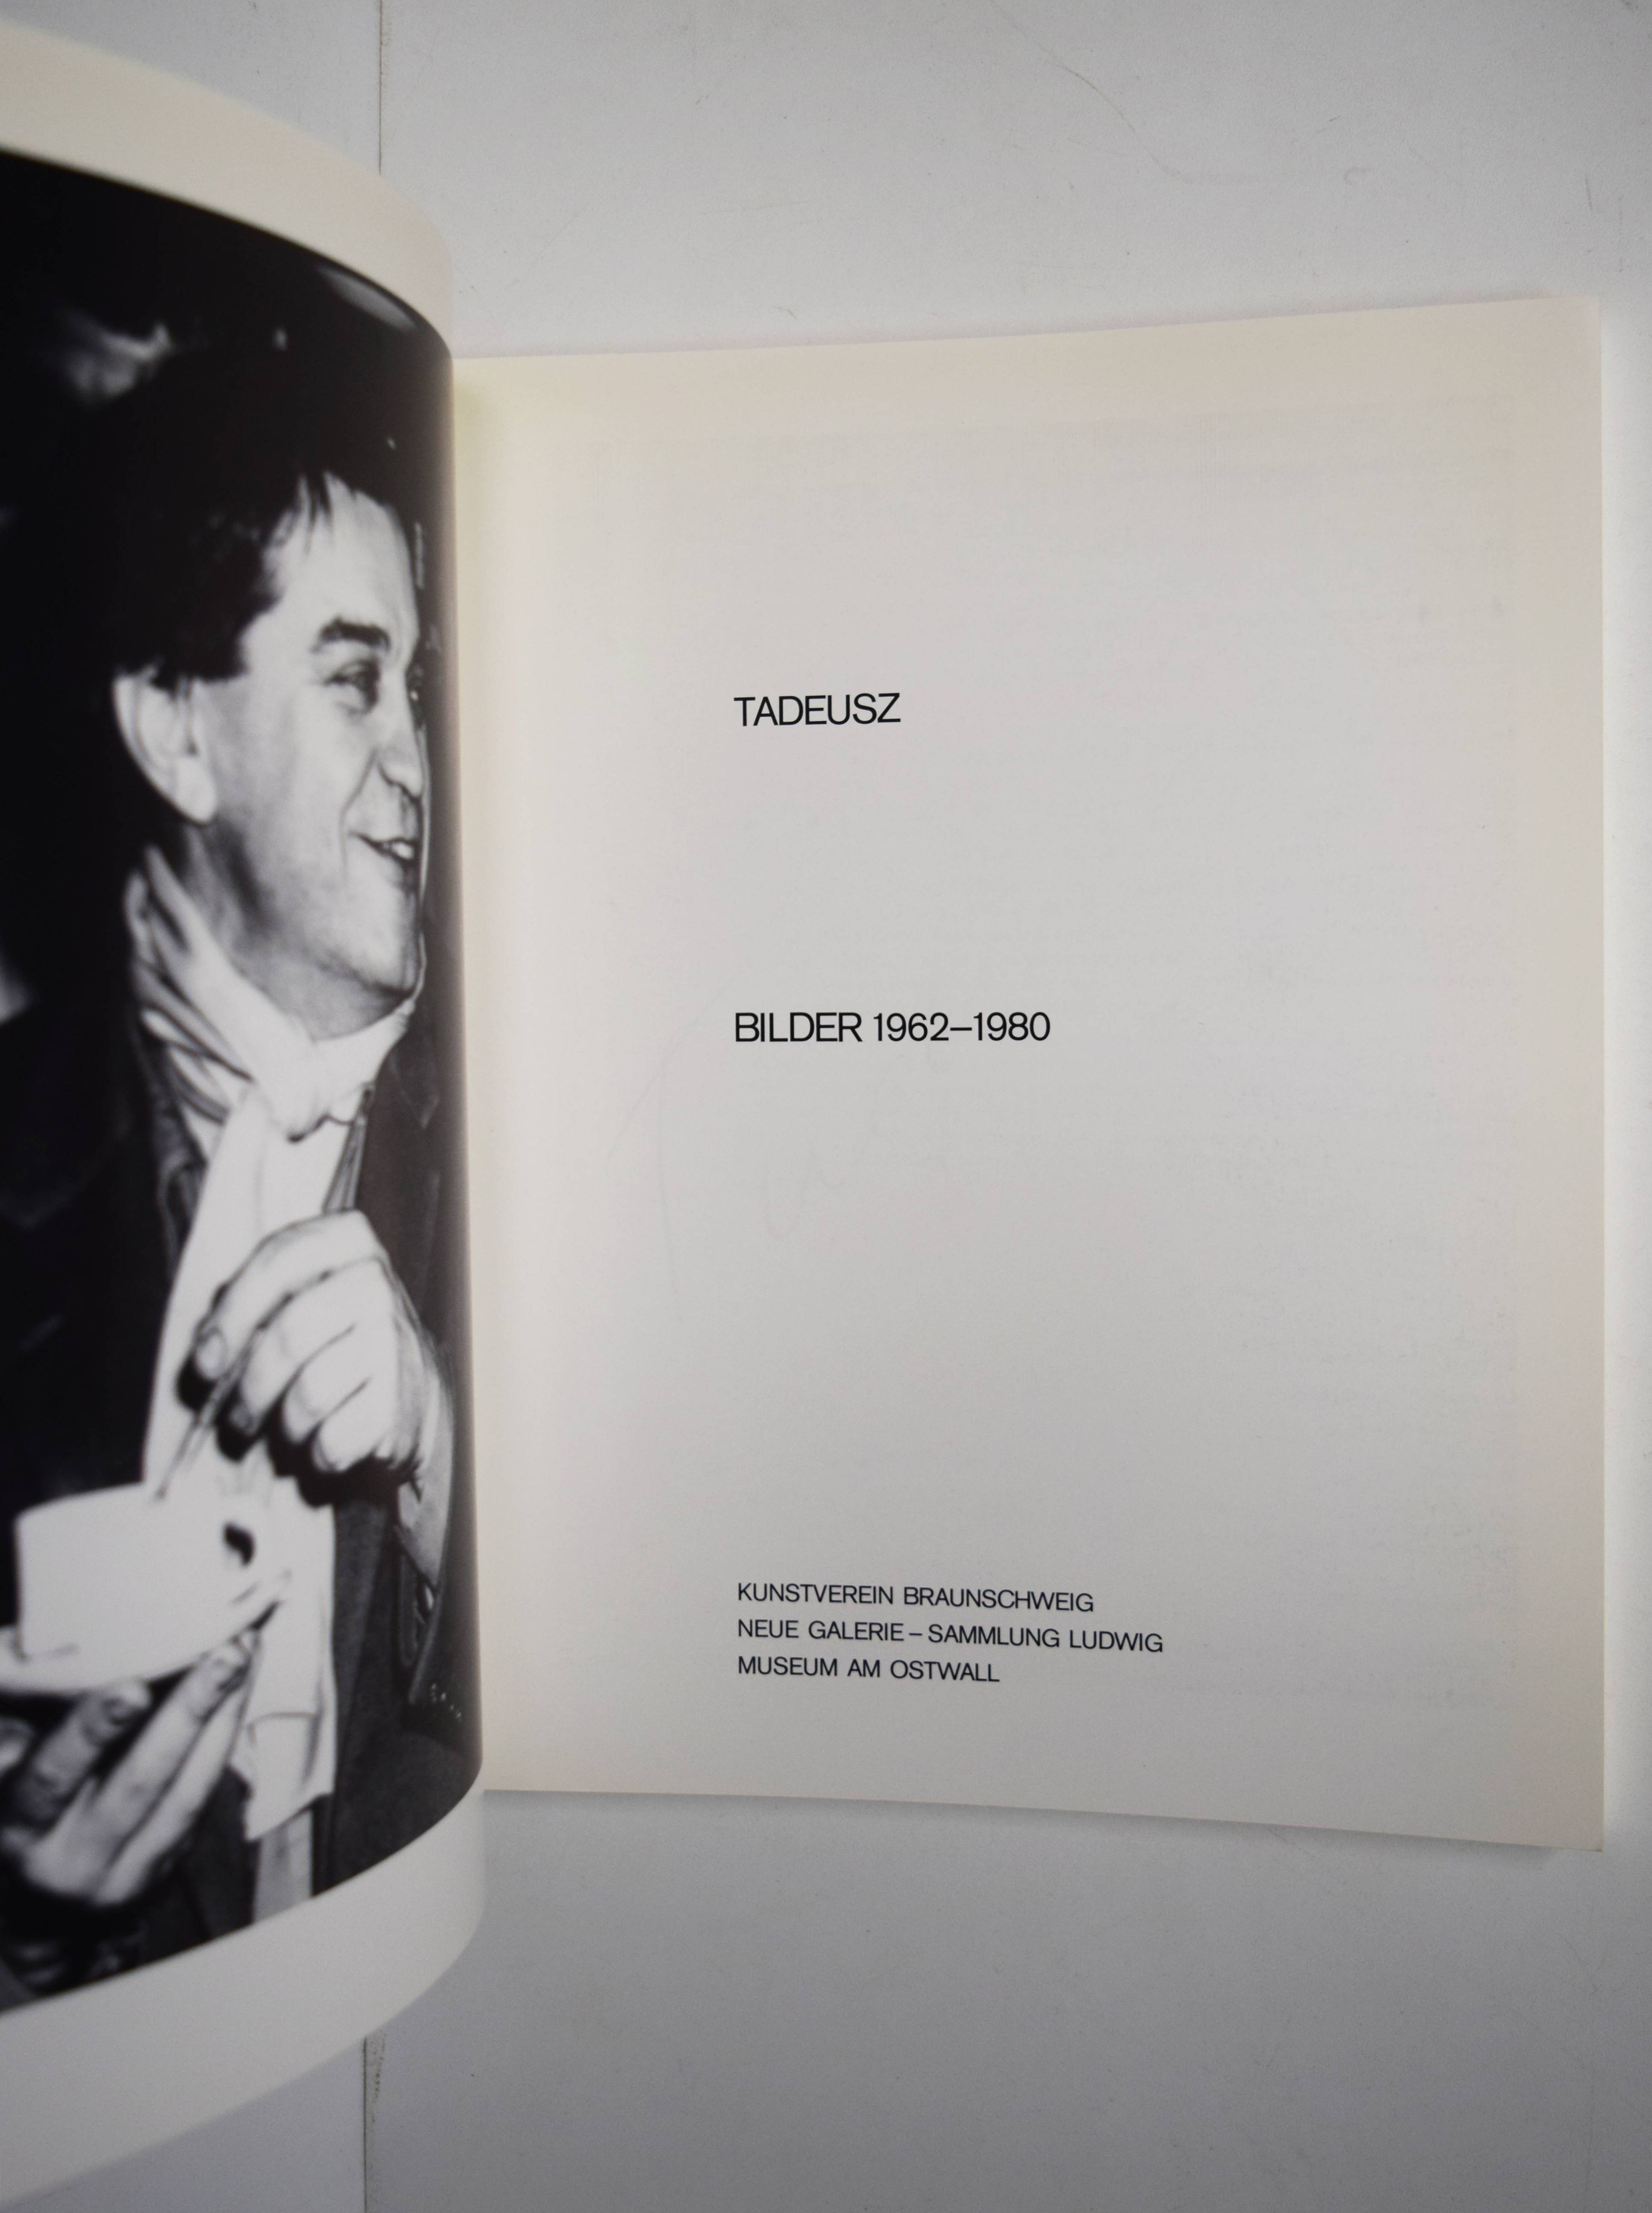 TADEUSZ
BILDER 1962–1980
KUNSTVEREIN BRAUNSCHWEIG
NEUE GALERIE – SAMMLUNG LUDWIG
MUSEUM AM OSTWALL